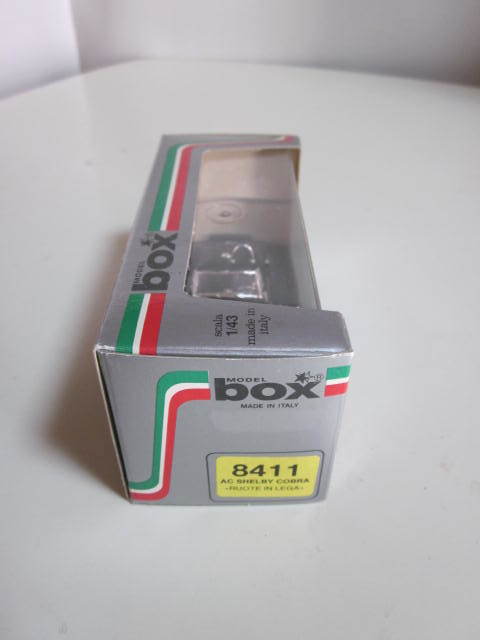 MODEL
box
scala
1/43
made in
italy
MODEL
box
MADE IN ITALY
8411
AC SHELBY COBRA
-RUOTE IN LEGA-